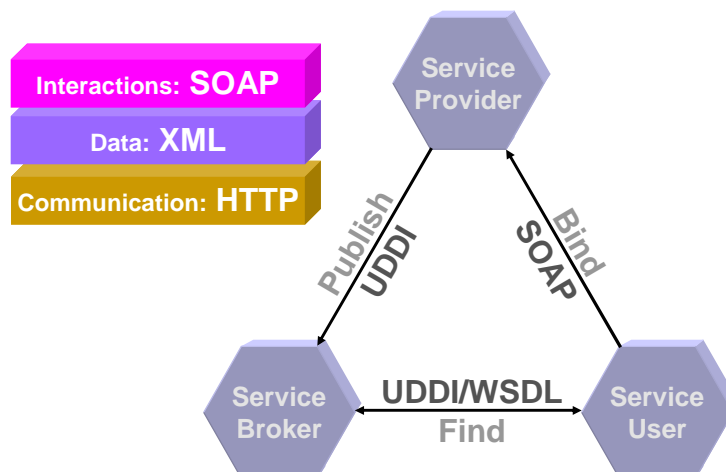 Interactions: SOAP
Data: XML
Communication: HTTP
Service
Provider
Publish
UDDI
Bind
SOAP
Service
Broker
UDDI/WSDL
Find
Service
User